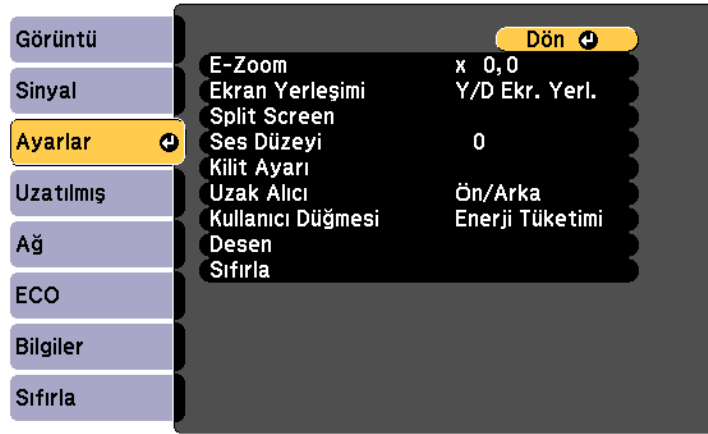 Görüntü
Sinyal
Ayarlar
Uzatılmış
Ağ
ECO
Bilgiler
Sıfırla
Dön
E-Zoom x 0,0
Ekran Yerleşimi Y/D Ekr. Yerl.
Split Screen
Ses Düzeyi 0
Kilit Ayarı
Uzak Alıcı Ön/Arka
Kullanıcı Düğmesi Enerji Tüketimi
Desen
Sıfırla